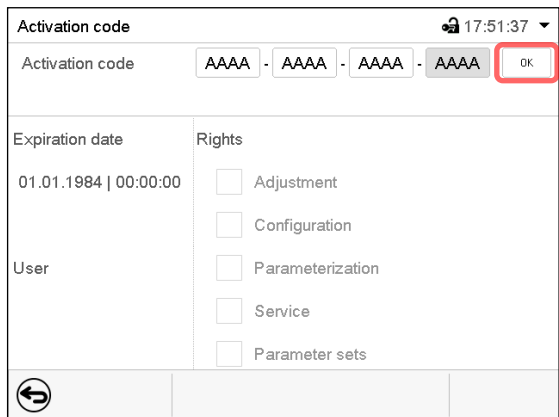 Activation code 17:51:37
Activation code AAAA - AAAA - AAAA - AAAA OK
Expiration date Rights
01.01.1984 | 00:00:00 Adjustment
Configuration
User Parameterization
Service
Parameter sets